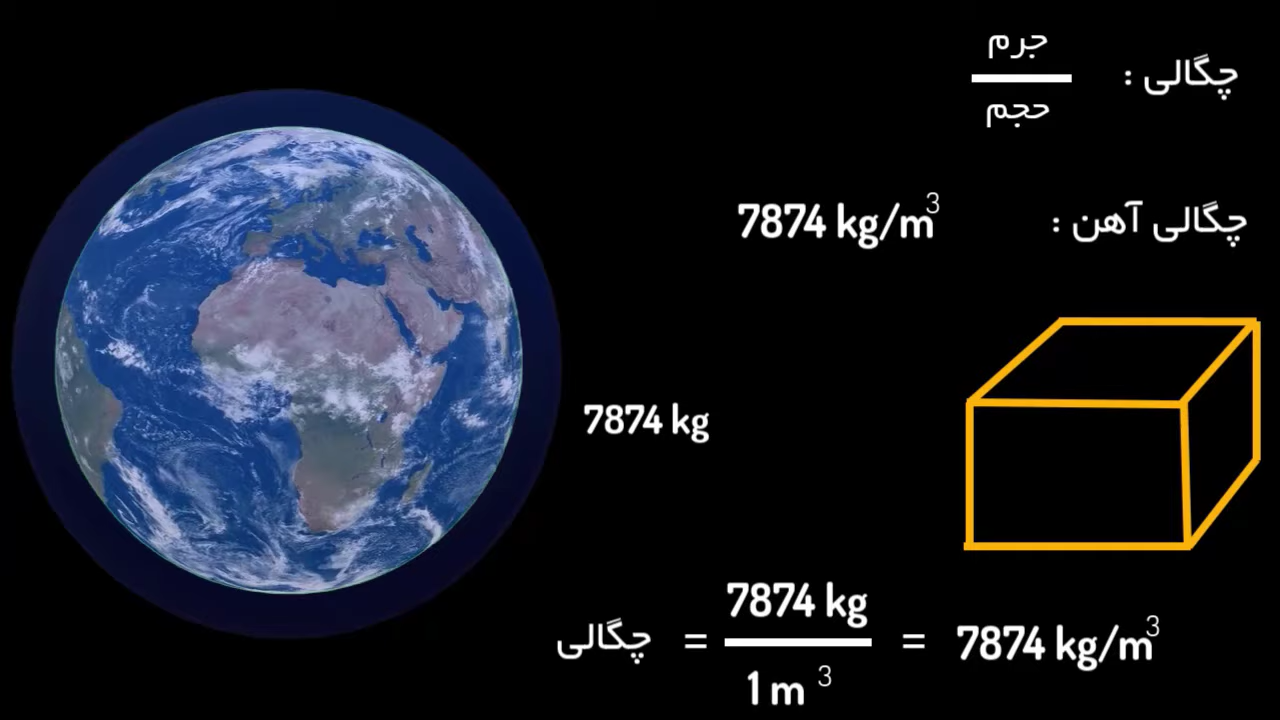 چگالی : جرم / حجم
چگالی آهن : 7874 kg/m³
7874 kg
چگالی = 7874 kg / 1 m³ = 7874 kg/m³